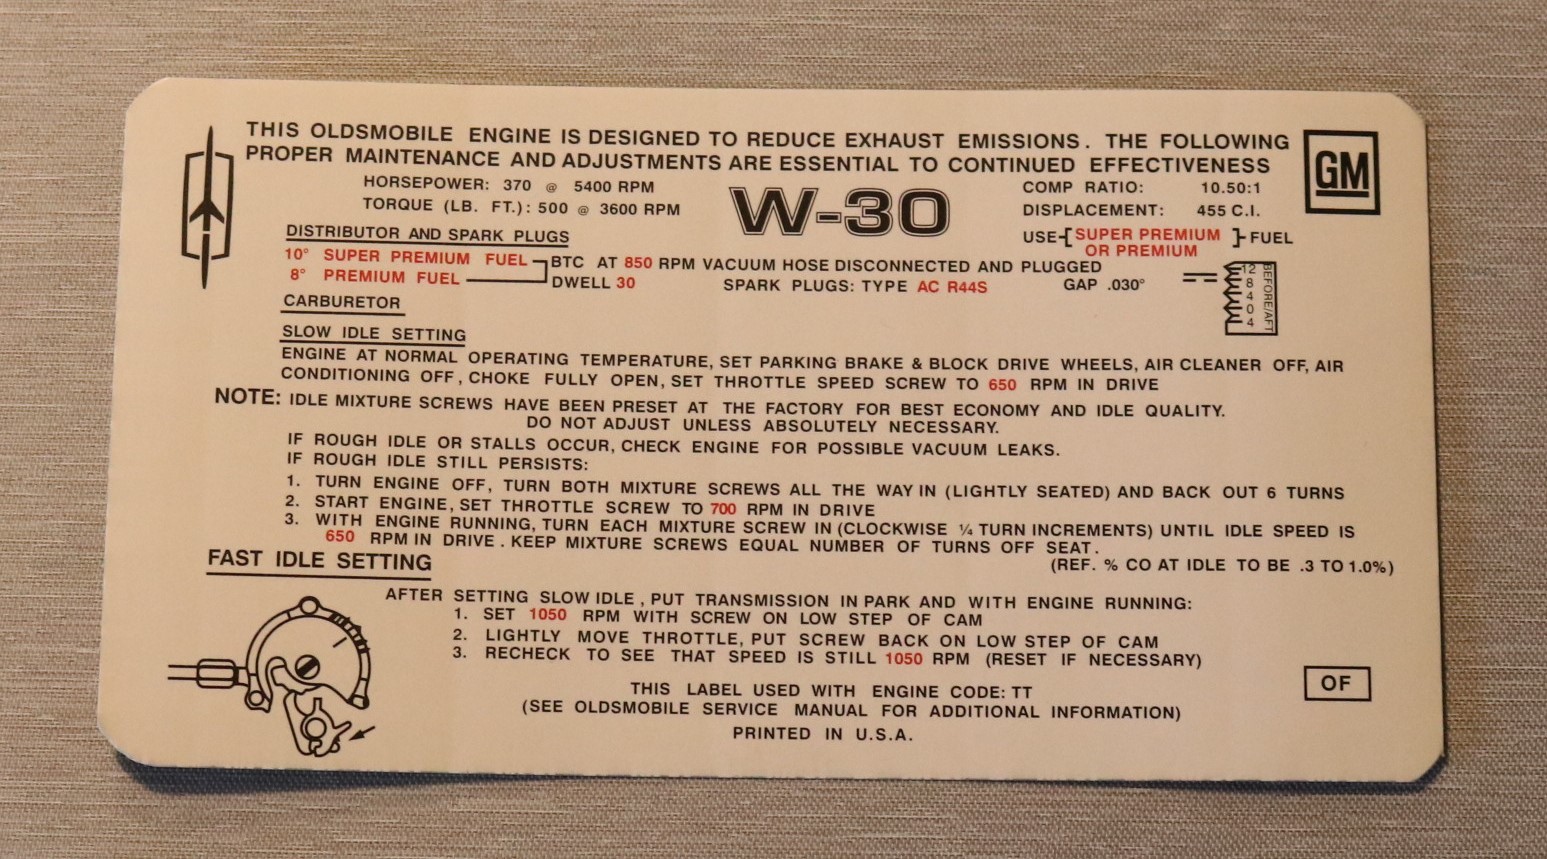 THIS OLDSMOBILE ENGINE IS DESIGNED TO REDUCE EXHAUST EMISSIONS. THE FOLLOWING
PROPER MAINTENANCE AND ADJUSTMENTS ARE ESSENTIAL TO CONTINUED EFFECTIVENESS
GM
HORSEPOWER: 370 @ 5400 RPM
TORQUE (LB. FT.): 500 @ 3600 RPM
W-30
COMP RATIO: 10.50:1
DISPLACEMENT: 455 C.I.
USE-[SUPER PREMIUM OR PREMIUM]-FUEL
DISTRIBUTOR AND SPARK PLUGS
10° SUPER PREMIUM FUEL
8° PREMIUM FUEL
BTC AT 850 RPM VACUUM HOSE DISCONNECTED AND PLUGGED
DWELL 30 SPARK PLUGS: TYPE AC R44S GAP .030°
12
8
4
0
4
BEFORE/AFT
CARBURETOR
SLOW IDLE SETTING
ENGINE AT NORMAL OPERATING TEMPERATURE, SET PARKING BRAKE & BLOCK DRIVE WHEELS, AIR CLEANER OFF, AIR
CONDITIONING OFF, CHOKE FULLY OPEN, SET THROTTLE SPEED SCREW TO 650 RPM IN DRIVE
NOTE: IDLE MIXTURE SCREWS HAVE BEEN PRESET AT THE FACTORY FOR BEST ECONOMY AND IDLE QUALITY.
DO NOT ADJUST UNLESS ABSOLUTELY NECESSARY.
IF ROUGH IDLE OR STALLS OCCUR, CHECK ENGINE FOR POSSIBLE VACUUM LEAKS.
IF ROUGH IDLE STILL PERSISTS:
1. TURN ENGINE OFF, TURN BOTH MIXTURE SCREWS ALL THE WAY IN (LIGHTLY SEATED) AND BACK OUT 6 TURNS
2. START ENGINE, SET THROTTLE SCREW TO 700 RPM IN DRIVE
3. WITH ENGINE RUNNING, TURN EACH MIXTURE SCREW IN (CLOCKWISE ¼ TURN INCREMENTS) UNTIL IDLE SPEED IS
650 RPM IN DRIVE. KEEP MIXTURE SCREWS EQUAL NUMBER OF TURNS OFF SEAT.
(REF. % CO AT IDLE TO BE .3 TO 1.0%)
FAST IDLE SETTING
AFTER SETTING SLOW IDLE, PUT TRANSMISSION IN PARK AND WITH ENGINE RUNNING:
1. SET 1050 RPM WITH SCREW ON LOW STEP OF CAM
2. LIGHTLY MOVE THROTTLE, PUT SCREW BACK ON LOW STEP OF CAM
3. RECHECK TO SEE THAT SPEED IS STILL 1050 RPM (RESET IF NECESSARY)
THIS LABEL USED WITH ENGINE CODE: TT
(SEE OLDSMOBILE SERVICE MANUAL FOR ADDITIONAL INFORMATION)
PRINTED IN U.S.A.
OF